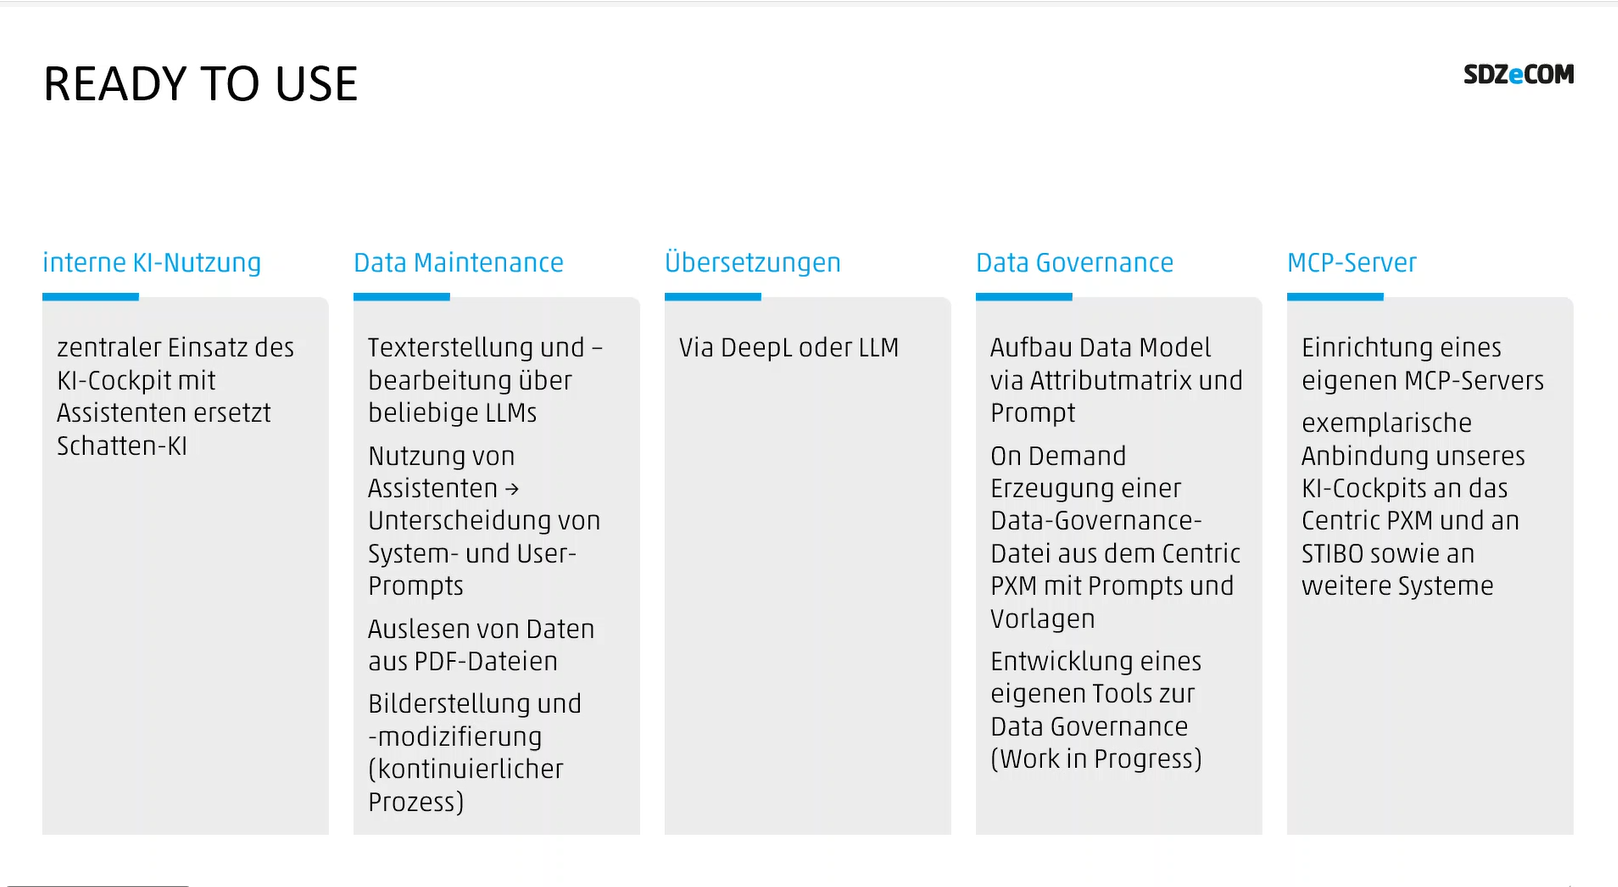 READY TO USE
SDZeCOM
interne KI-Nutzung
zentraler Einsatz des
KI-Cockpit mit
Assistenten ersetzt
Schatten-KI
Data Maintenance
Texterstellung und –
bearbeitung über
beliebige LLMs
Nutzung von
Assistenten →
Unterscheidung von
System- und User-
Prompts
Auslesen von Daten
aus PDF-Dateien
Bilderstellung und
-modizifierung
(kontinuierlicher
Prozess)
Übersetzungen
Via DeepL oder LLM
Data Governance
Aufbau Data Model
via Attributmatrix und
Prompt
On Demand
Erzeugung einer
Data-Governance-
Datei aus dem Centric
PXM mit Prompts und
Vorlagen
Entwicklung eines
eigenen Tools zur
Data Governance
(Work in Progress)
MCP-Server
Einrichtung eines
eigenen MCP-Servers
exemplarische
Anbindung unseres
KI-Cockpits an das
Centric PXM und an
STIBO sowie an
weitere Systeme